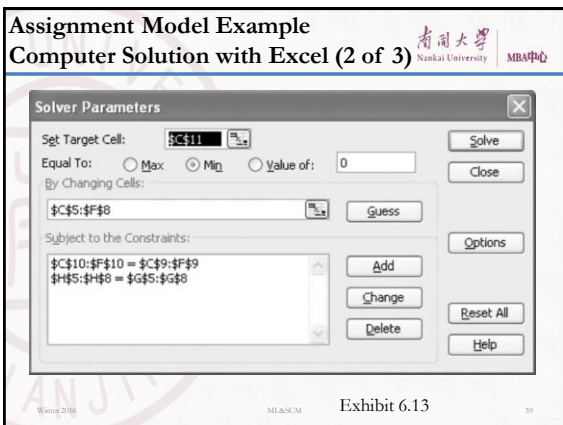 Assignment Model Example
Computer Solution with Excel (2 of 3)
南開大學
Nankai University
MBA中心
Solver Parameters
Set Target Cell: $C$11
Solve
Equal To: Max Min Value of: 0
Close
By Changing Cells:
$C$5:$F$8
Guess
Subject to the Constraints:
Options
$C$10:$F$10 = $C$9:$F$9
$H$5:$H$8 = $G$5:$G$8
Add
Change
Delete
Reset All
Help
Winter 2016
ML&SCM
Exhibit 6.13
39